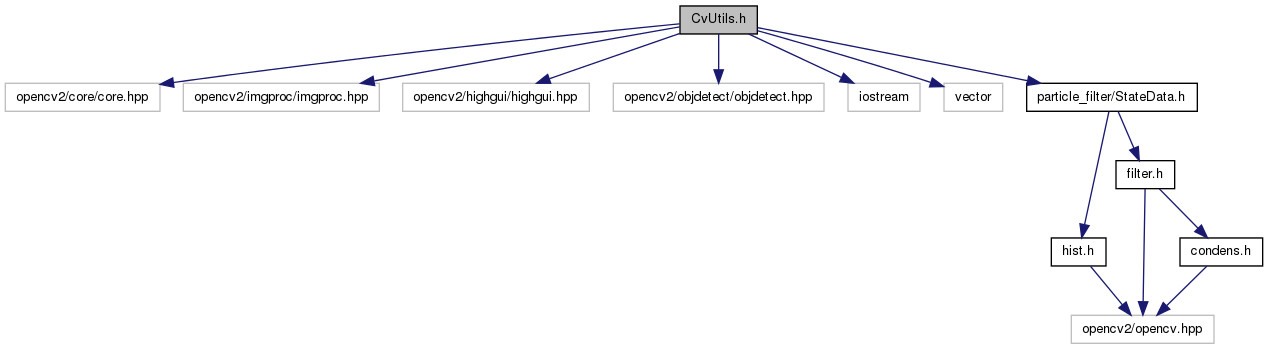 CvUtils.h
opencv2/core/core.hpp
opencv2/imgproc/imgproc.hpp
opencv2/highgui/highgui.hpp
opencv2/objdetect/objdetect.hpp
iostream
vector
particle_filter/StateData.h
filter.h
hist.h
condens.h
opencv2/opencv.hpp